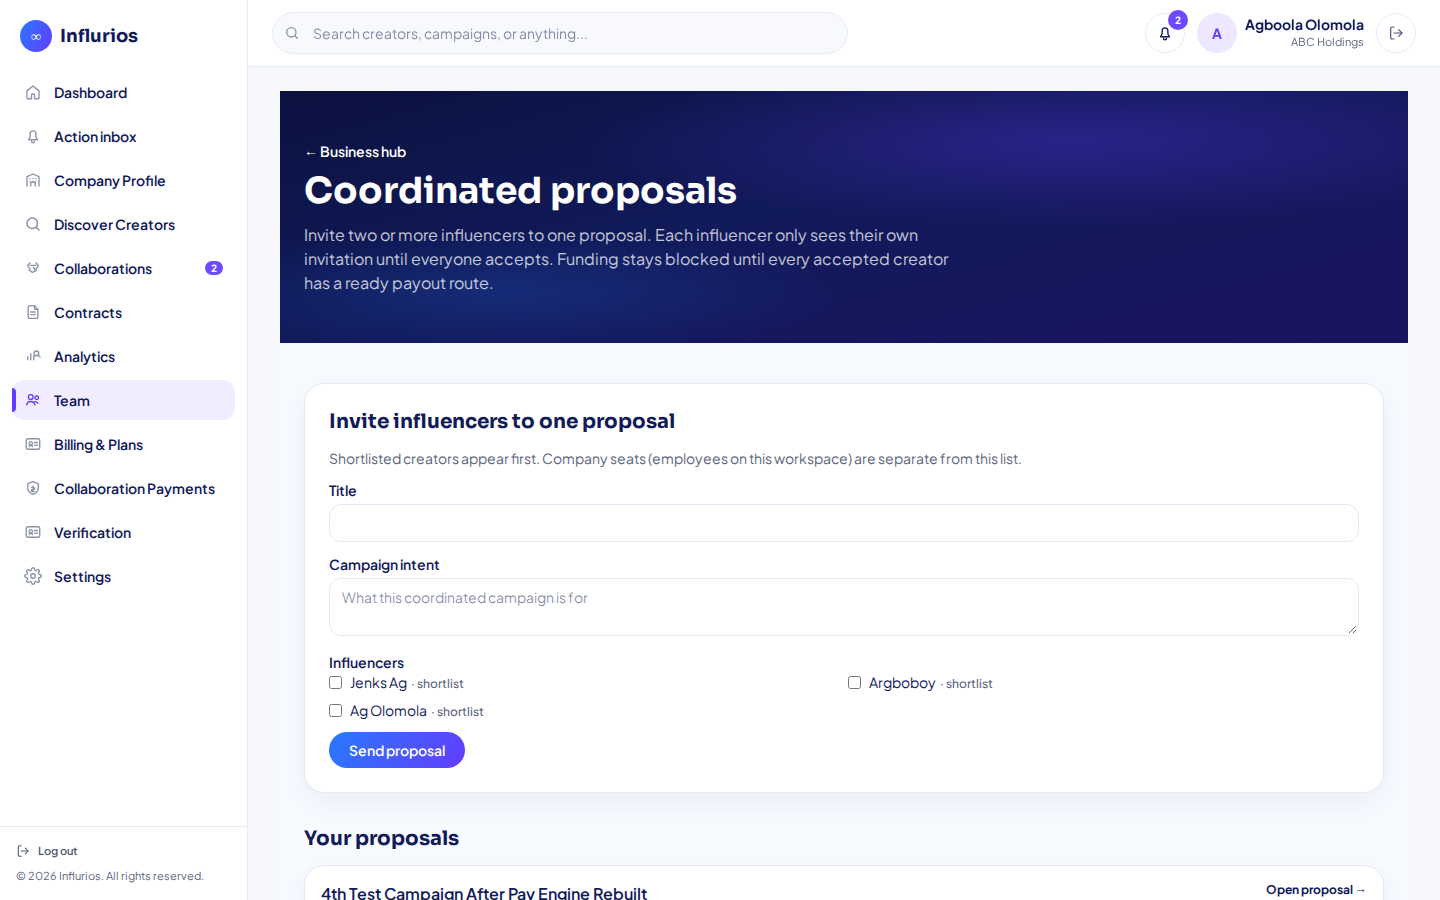 Influrios
Search creators, campaigns, or anything...
2
A
Agboola Olomola
ABC Holdings
Dashboard
Action inbox
Company Profile
Discover Creators
Collaborations
2
Contracts
Analytics
Team
Billing & Plans
Collaboration Payments
Verification
Settings
Log out
© 2026 Influrios. All rights reserved.
← Business hub
Coordinated proposals
Invite two or more influencers to one proposal. Each influencer only sees their own
invitation until everyone accepts. Funding stays blocked until every accepted creator
has a ready payout route.
Invite influencers to one proposal
Shortlisted creators appear first. Company seats (employees on this workspace) are separate from this list.
Title
Campaign intent
What this coordinated campaign is for
Influencers
Jenks Ag · shortlist
Argboboy · shortlist
Ag Olomola · shortlist
Send proposal
Your proposals
4th Test Campaign After Pay Engine Rebuilt
Open proposal →